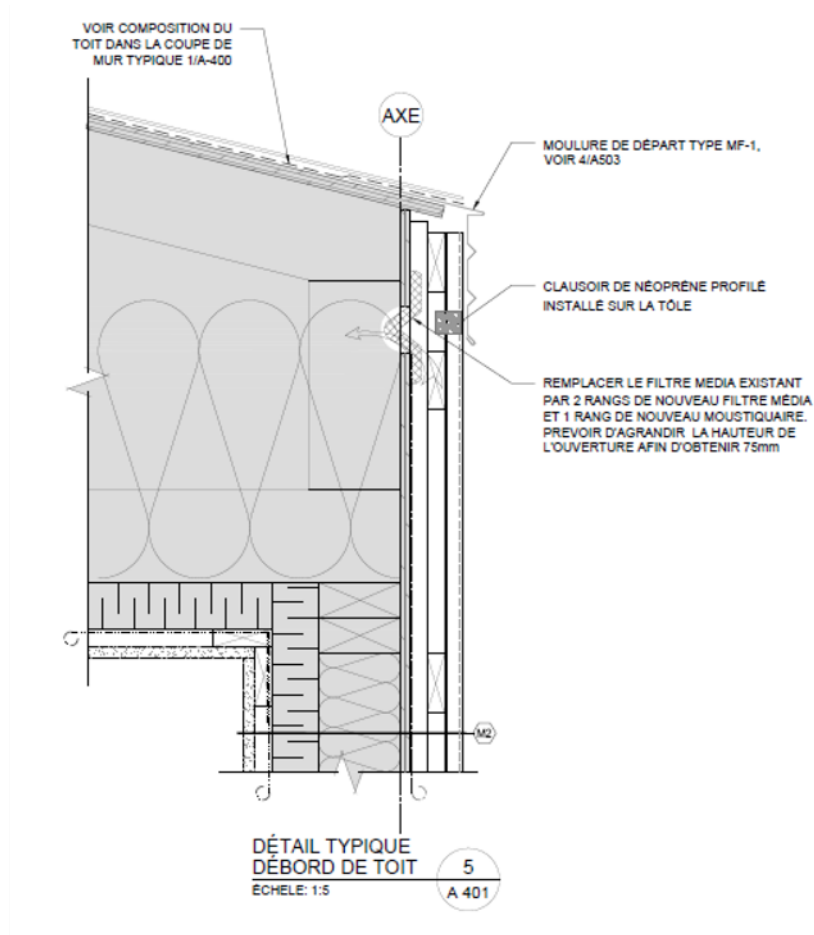 VOIR COMPOSITION DU
TOIT DANS LA COUPE DE
MUR TYPIQUE 1/A-400
AXE
MOULURE DE DÉPART TYPE MF-1,
VOIR 4/A503
CLAUSOIR DE NÉOPRÈNE PROFILÉ
INSTALLÉ SUR LA TÔLE
REMPLACER LE FILTRE MEDIA EXISTANT
PAR 2 RANGS DE NOUVEAU FILTRE MÉDIA
ET 1 RANG DE NOUVEAU MOUSTIQUAIRE.
PREVOIR D'AGRANDIR LA HAUTEUR DE
L'OUVERTURE AFIN D'OBTENIR 75mm
M2
DÉTAIL TYPIQUE
DÉBORD DE TOIT
ÉCHELE: 1:5
5
A 401